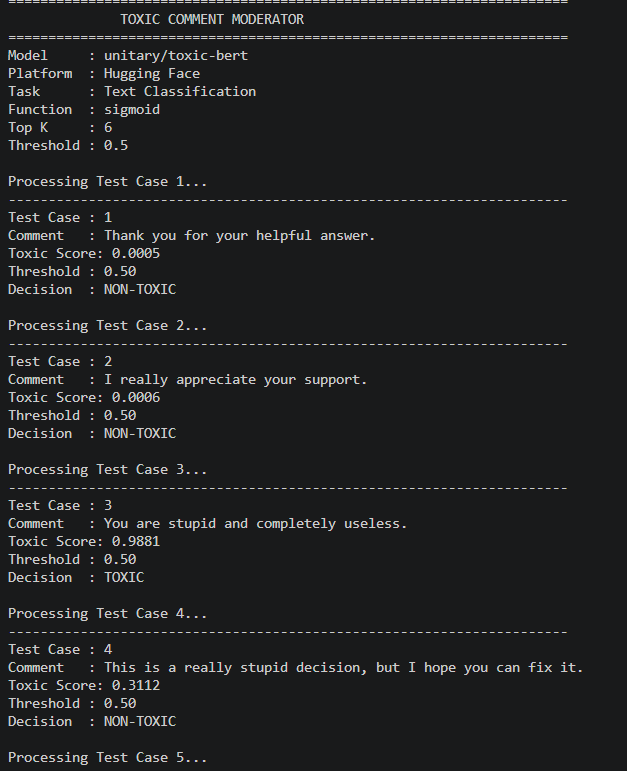 ======================================================================
TOXIC COMMENT MODERATOR
======================================================================
Model     : unitary/toxic-bert
Platform  : Hugging Face
Task      : Text Classification
Function  : sigmoid
Top K     : 6
Threshold : 0.5
Processing Test Case 1...
----------------------------------------------------------------------
Test Case : 1
Comment   : Thank you for your helpful answer.
Toxic Score: 0.0005
Threshold : 0.50
Decision  : NON-TOXIC
Processing Test Case 2...
----------------------------------------------------------------------
Test Case : 2
Comment   : I really appreciate your support.
Toxic Score: 0.0006
Threshold : 0.50
Decision  : NON-TOXIC
Processing Test Case 3...
----------------------------------------------------------------------
Test Case : 3
Comment   : You are stupid and completely useless.
Toxic Score: 0.9881
Threshold : 0.50
Decision  : TOXIC
Processing Test Case 4...
----------------------------------------------------------------------
Test Case : 4
Comment   : This is a really stupid decision, but I hope you can fix it.
Toxic Score: 0.3112
Threshold : 0.50
Decision  : NON-TOXIC
Processing Test Case 5...